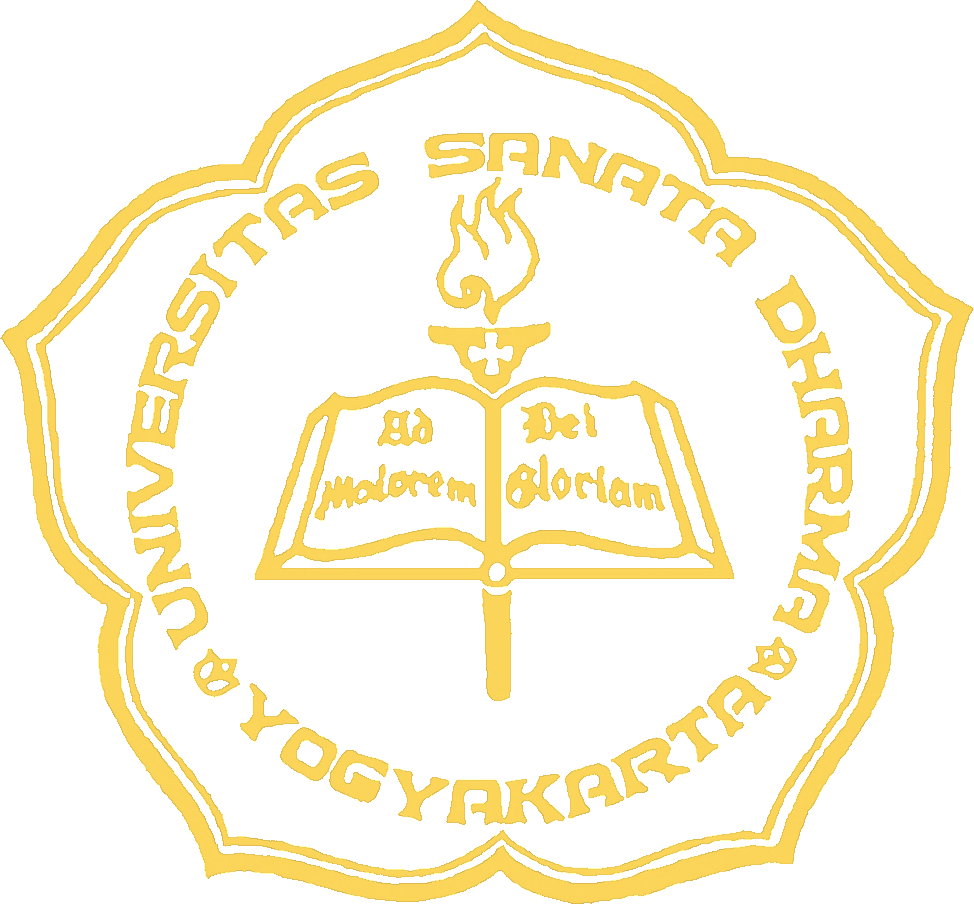 UNIVERSITAS SANATA DHARMA
Ad Dei
Maiorem Gloriam
YOGYAKARTA